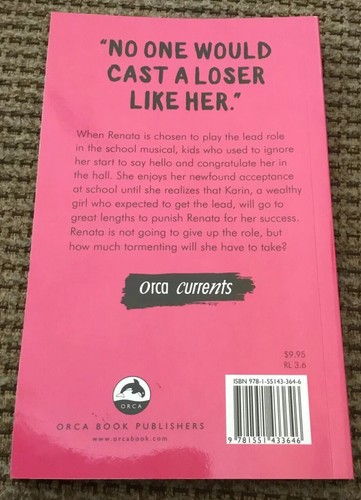 "NO ONE WOULD
CAST A LOSER
LIKE HER."
When Renata is chosen to play the lead role
in the school musical, kids who used to ignore
her start to say hello and congratulate her in
the hall. She enjoys her newfound acceptance
at school until she realizes that Karin, a wealthy
girl who expected to get the lead, will go to
great lengths to punish Renata for her success.
Renata is not going to give up the role, but
how much tormenting will she have to take?
orca currents
$9.95
RL 3.6
ISBN 978-1-55143-364-6
9 781551 433646
ORCA
ORCA BOOK PUBLISHERS
www.orcabook.com